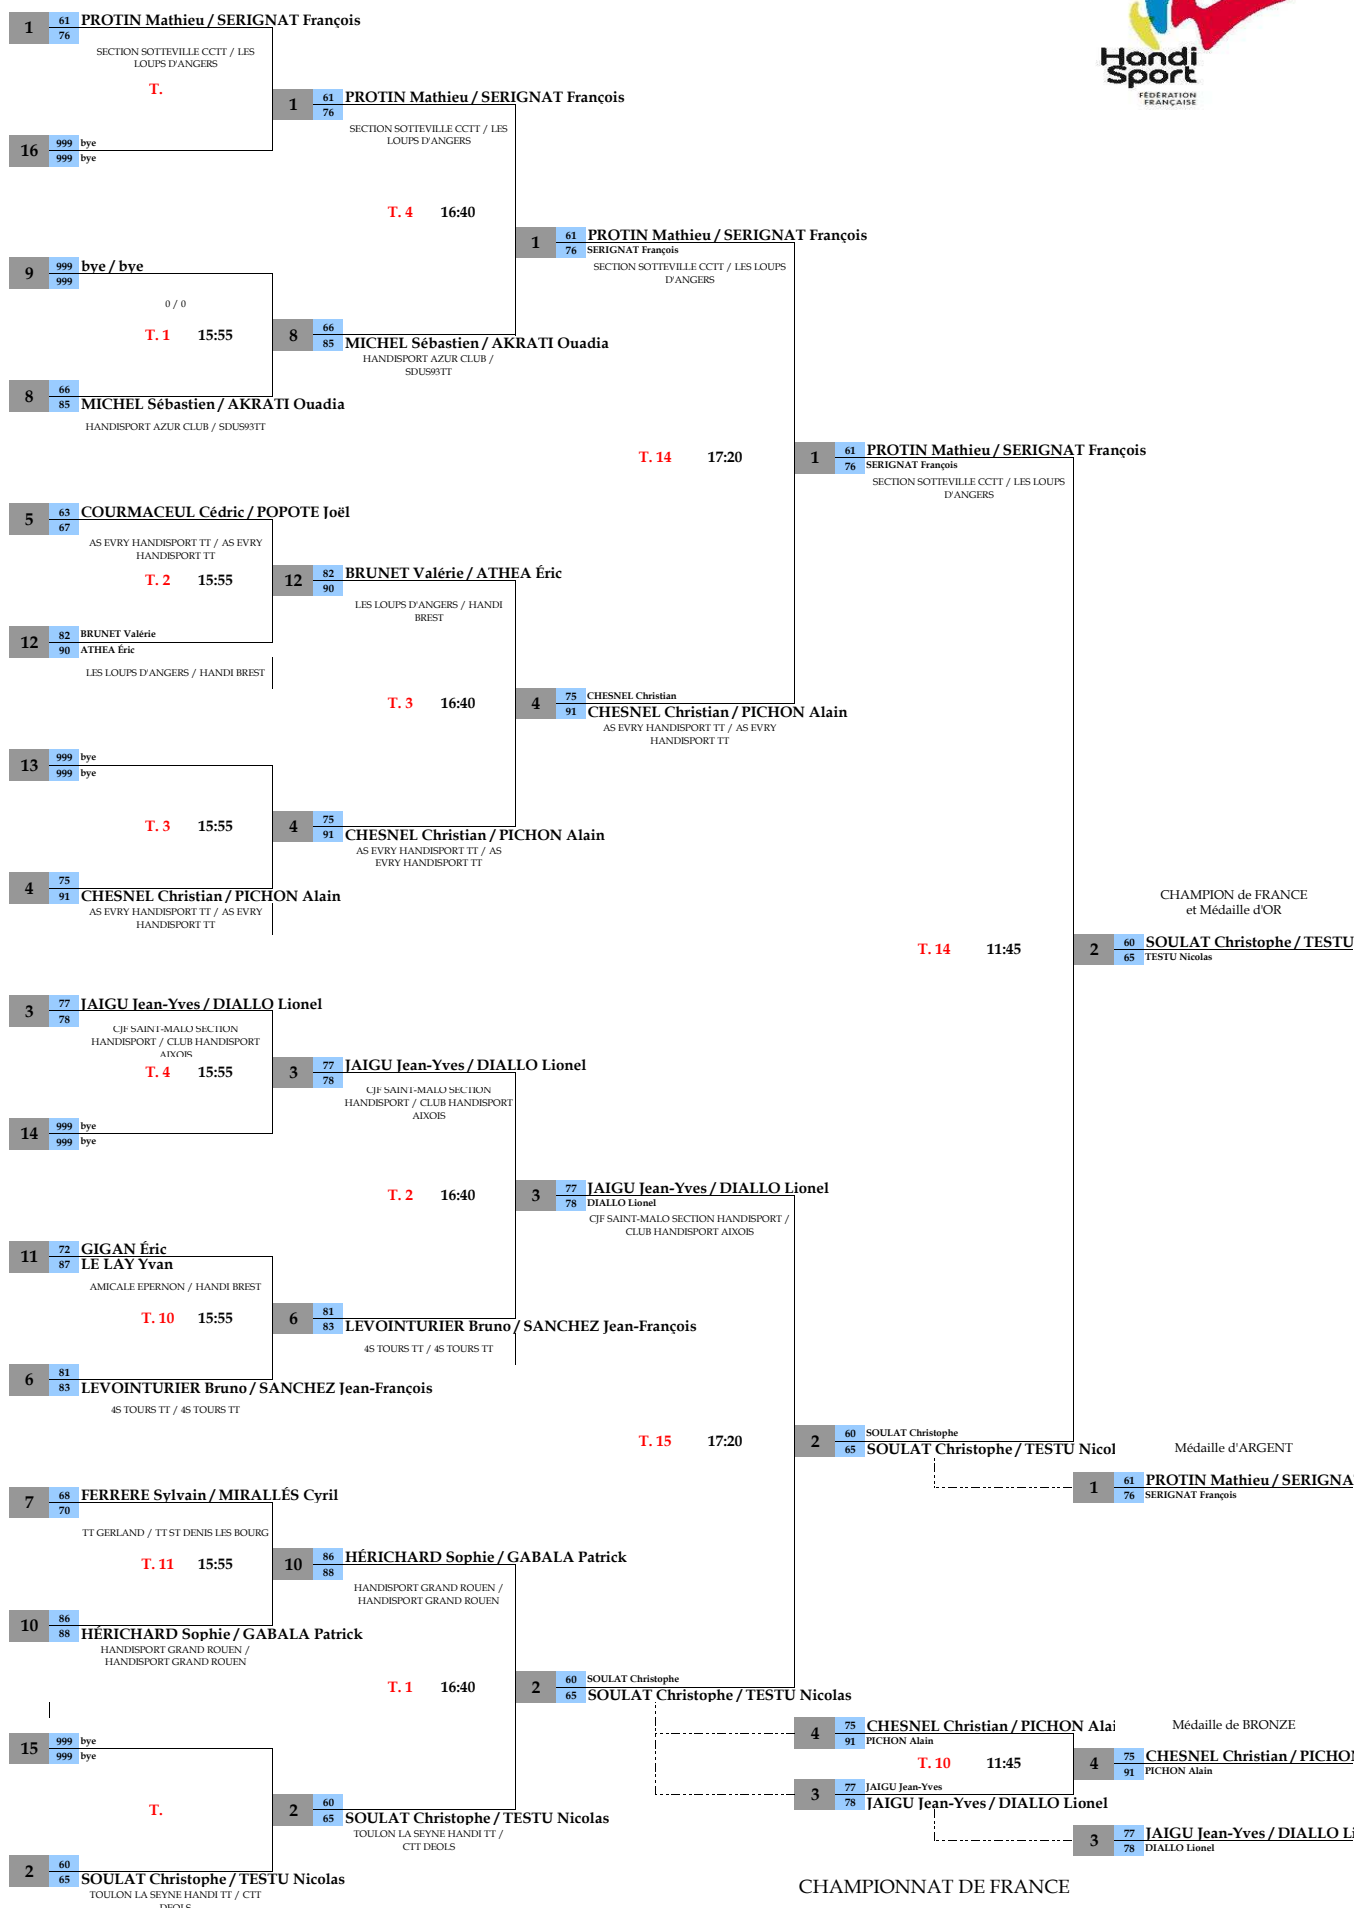 Handi
Sport
FÉDÉRATION
FRANÇAISE
1 61 PROTIN Mathieu / SERIGNAT François
76
SECTION SOTTEVILLE CCTT / LES
LOUPS D'ANGERS
T.
16 999 bye
999 bye
1 61 PROTIN Mathieu / SERIGNAT François
76
SECTION SOTTEVILLE CCTT / LES
LOUPS D'ANGERS
T. 4 16:40
9 999 bye / bye
999
0 / 0
T. 1 15:55
8 66
85 MICHEL Sébastien / AKRATI Ouadia
HANDISPORT AZUR CLUB / SDUS93TT
8 66
85 MICHEL Sébastien / AKRATI Ouadia
HANDISPORT AZUR CLUB /
SDUS93TT
1 61 PROTIN Mathieu / SERIGNAT François
76 SERIGNAT François
SECTION SOTTEVILLE CCTT / LES LOUPS
D'ANGERS
T. 14 17:20
5 63 COURMACEUL Cédric / POPOTE Joël
67
AS EVRY HANDISPORT TT / AS EVRY
HANDISPORT TT
T. 2 15:55
12 82 BRUNET Valérie
90 ATHEA Éric
LES LOUPS D'ANGERS / HANDI BREST
12 82 BRUNET Valérie / ATHEA Éric
90
LES LOUPS D'ANGERS / HANDI
BREST
T. 3 16:40
13 999 bye
999 bye
T. 3 15:55
4 75
91 CHESNEL Christian / PICHON Alain
AS EVRY HANDISPORT TT / AS EVRY
HANDISPORT TT
4 75
91 CHESNEL Christian / PICHON Alain
AS EVRY HANDISPORT TT / AS
EVRY HANDISPORT TT
4 75 CHESNEL Christian
91 CHESNEL Christian / PICHON Alain
AS EVRY HANDISPORT TT / AS EVRY
HANDISPORT TT
1 61 PROTIN Mathieu / SERIGNAT François
76 SERIGNAT François
SECTION SOTTEVILLE CCTT / LES LOUPS
D'ANGERS
T. 14 11:45
CHAMPION de FRANCE
et Médaille d'OR
2 60 SOULAT Christophe / TESTU
65 TESTU Nicolas
3 77 JAIGU Jean-Yves / DIALLO Lionel
78
CJF SAINT-MALO SECTION
HANDISPORT / CLUB HANDISPORT
AIXOIS
T. 4 15:55
14 999 bye
999 bye
3 77 JAIGU Jean-Yves / DIALLO Lionel
78
CJF SAINT-MALO SECTION
HANDISPORT / CLUB HANDISPORT
AIXOIS
T. 2 16:40
11 72 GIGAN Éric
87 LE LAY Yvan
AMICALE EPERNON / HANDI BREST
T. 10 15:55
6 81
83 LEVOINTURIER Bruno / SANCHEZ Jean-François
4S TOURS TT / 4S TOURS TT
6 81
83 LEVOINTURIER Bruno / SANCHEZ Jean-François
4S TOURS TT / 4S TOURS TT
3 77 JAIGU Jean-Yves / DIALLO Lionel
78 DIALLO Lionel
CJF SAINT-MALO SECTION HANDISPORT /
CLUB HANDISPORT AIXOIS
T. 15 17:20
7 68 FERRERE Sylvain / MIRALLÉS Cyril
70
TT GERLAND / TT ST DENIS LES BOURG
T. 11 15:55
10 86
88 HÉRICHARD Sophie / GABALA Patrick
HANDISPORT GRAND ROUEN /
HANDISPORT GRAND ROUEN
10 86 HÉRICHARD Sophie / GABALA Patrick
88
HANDISPORT GRAND ROUEN /
HANDISPORT GRAND ROUEN
T. 1 16:40
15 999 bye
999 bye
T.
2 60
65 SOULAT Christophe / TESTU Nicolas
TOULON LA SEYNE HANDI TT / CTT
DEOLS
2 60
65 SOULAT Christophe / TESTU Nicolas
TOULON LA SEYNE HANDI TT /
CTT DEOLS
2 60 SOULAT Christophe
65 SOULAT Christophe / TESTU Nicolas
2 60 SOULAT Christophe
65 SOULAT Christophe / TESTU Nicol
Médaille d'ARGENT
1 61 PROTIN Mathieu / SERIGNA
76 SERIGNAT François
4 75 CHESNEL Christian / PICHON Alai
91 PICHON Alain
T. 10 11:45
3 77 JAIGU Jean-Yves
78 JAIGU Jean-Yves / DIALLO Lionel
Médaille de BRONZE
4 75 CHESNEL Christian / PICHON
91 PICHON Alain
3 77 JAIGU Jean-Yves / DIALLO Li
78 DIALLO Lionel
CHAMPIONNAT DE FRANCE